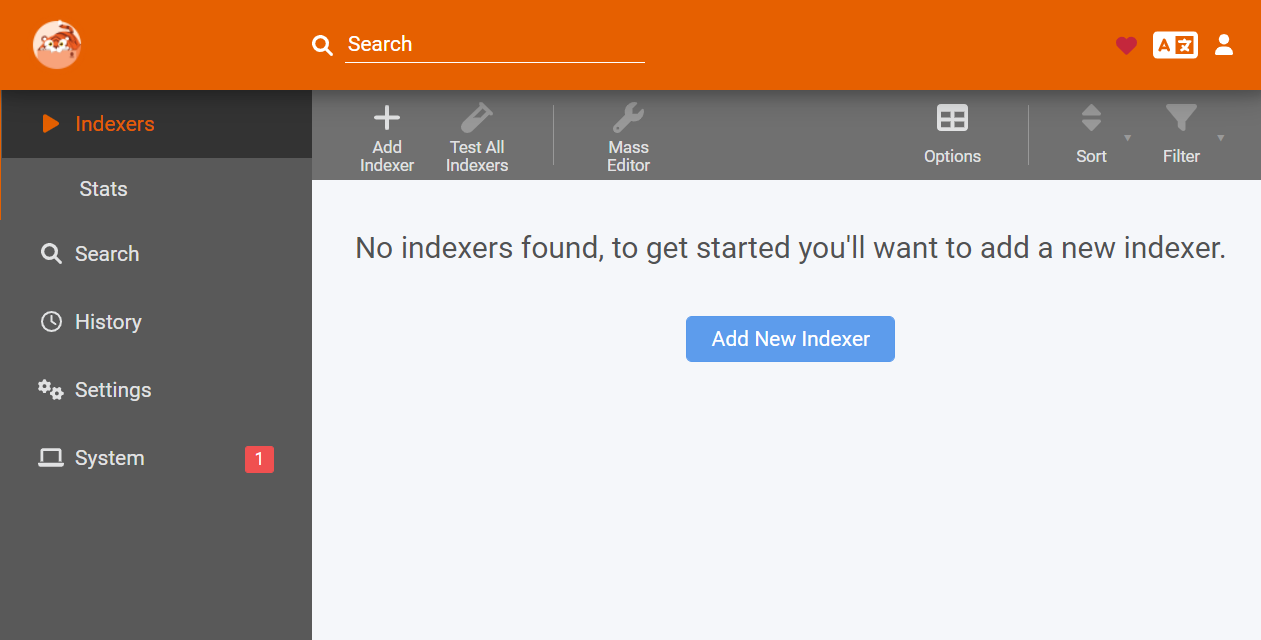 Search
Indexers
Stats
Search
History
Settings
System 1
Add
Indexer
Test All
Indexers
Mass
Editor
Options
Sort
Filter
No indexers found, to get started you'll want to add a new indexer.
Add New Indexer